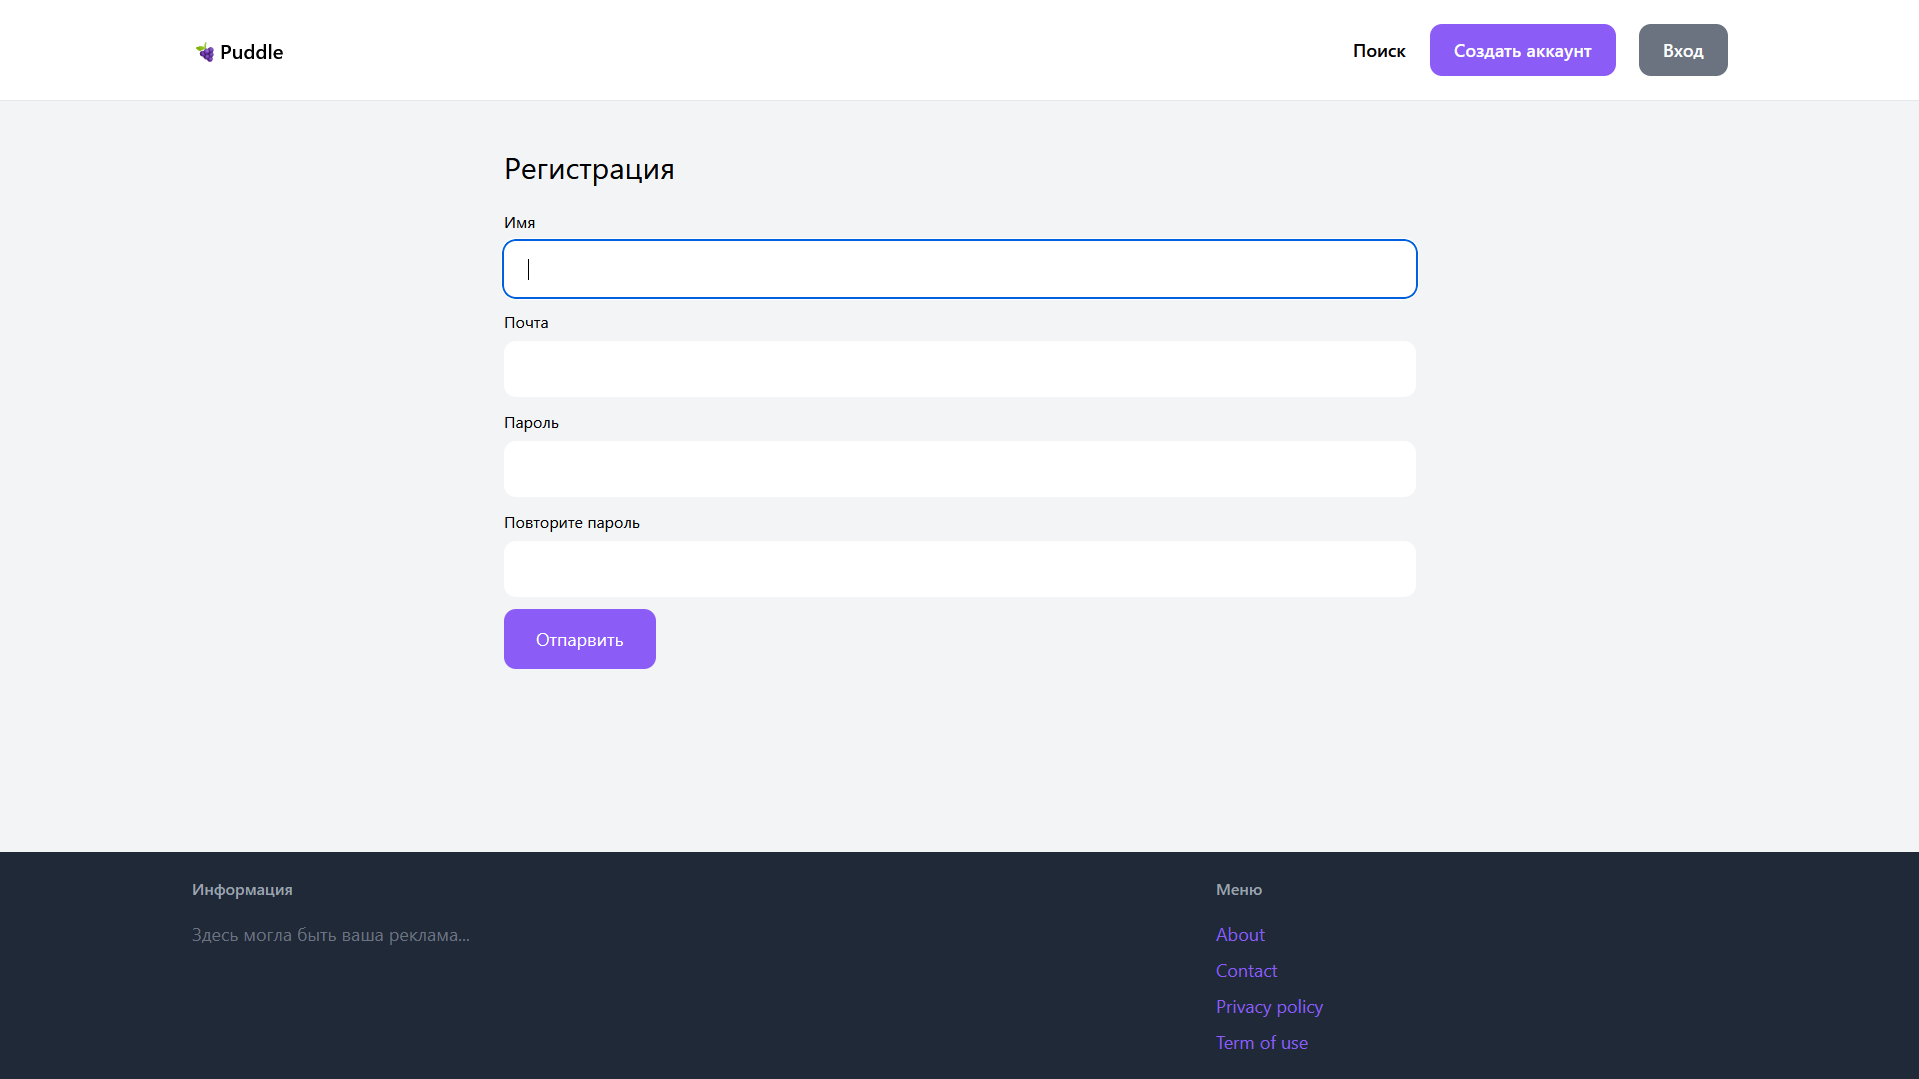 Puddle
Поиск
Создать аккаунт
Вход
Регистрация
Имя
Почта
Пароль
Повторите пароль
Отпарвить
Информация
Здесь могла быть ваша реклама...
Меню
About
Contact
Privacy policy
Term of use